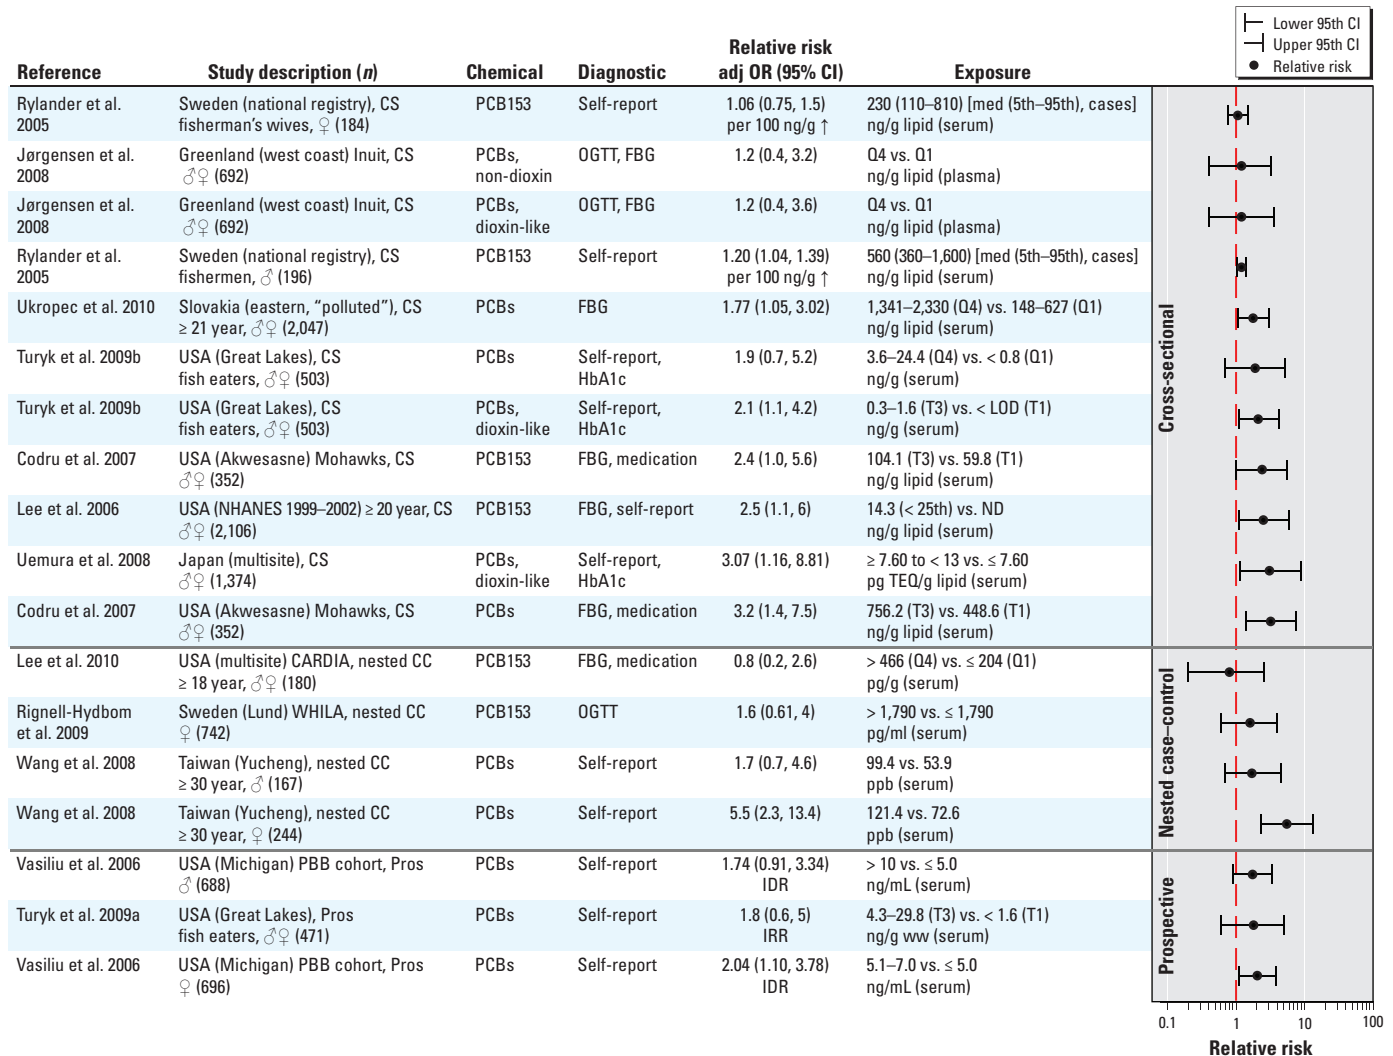 Lower 95th CI
Upper 95th CI
Relative risk
Relative risk
Reference Study description (n) Chemical Diagnostic adj OR (95% CI) Exposure
Rylander et al. Sweden (national registry), CS PCB153 Self-report 1.06 (0.75, 1.5) 230 (110–810) [med (5th–95th), cases]
2005 fisherman's wives, ♀ (184) per 100 ng/g ↑ ng/g lipid (serum)
Jørgensen et al. Greenland (west coast) Inuit, CS PCBs, OGTT, FBG 1.2 (0.4, 3.2) Q4 vs. Q1
2008 ♂♀ (692) non-dioxin ng/g lipid (plasma)
Jørgensen et al. Greenland (west coast) Inuit, CS PCBs, OGTT, FBG 1.2 (0.4, 3.6) Q4 vs. Q1
2008 ♂♀ (692) dioxin-like ng/g lipid (plasma)
Rylander et al. Sweden (national registry), CS PCB153 Self-report 1.20 (1.04, 1.39) 560 (360–1,600) [med (5th–95th), cases]
2005 fishermen, ♂ (196) per 100 ng/g ↑ ng/g lipid (serum)
Ukropec et al. 2010 Slovakia (eastern, "polluted"), CS PCBs FBG 1.77 (1.05, 3.02) 1,341–2,330 (Q4) vs. 148–627 (Q1)
≥ 21 year, ♂♀ (2,047) ng/g lipid (serum)
Turyk et al. 2009b USA (Great Lakes), CS PCBs Self-report, 1.9 (0.7, 5.2) 3.6–24.4 (Q4) vs. < 0.8 (Q1)
fish eaters, ♂♀ (503) HbA1c ng/g (serum)
Turyk et al. 2009b USA (Great Lakes), CS PCBs, Self-report, 2.1 (1.1, 4.2) 0.3–1.6 (T3) vs. < LOD (T1)
fish eaters, ♂♀ (503) dioxin-like HbA1c ng/g (serum)
Codru et al. 2007 USA (Akwesasne) Mohawks, CS PCB153 FBG, medication 2.4 (1.0, 5.6) 104.1 (T3) vs. 59.8 (T1)
♂♀ (352) ng/g lipid (serum)
Lee et al. 2006 USA (NHANES 1999–2002) ≥ 20 year, CS PCB153 FBG, self-report 2.5 (1.1, 6) 14.3 (< 25th) vs. ND
♂♀ (2,106) ng/g lipid (serum)
Uemura et al. 2008 Japan (multisite), CS PCBs, Self-report, 3.07 (1.16, 8.81) ≥ 7.60 to < 13 vs. ≤ 7.60
♂♀ (1,374) dioxin-like HbA1c pg TEQ/g lipid (serum)
Codru et al. 2007 USA (Akwesasne) Mohawks, CS PCBs FBG, medication 3.2 (1.4, 7.5) 756.2 (T3) vs. 448.6 (T1)
♂♀ (352) ng/g lipid (serum)
Cross-sectional
Lee et al. 2010 USA (multisite) CARDIA, nested CC PCB153 FBG, medication 0.8 (0.2, 2.6) > 466 (Q4) vs. ≤ 204 (Q1)
≥ 18 year, ♂♀ (180) pg/g (serum)
Rignell-Hydbom Sweden (Lund) WHILA, nested CC PCB153 OGTT 1.6 (0.61, 4) > 1,790 vs. ≤ 1,790
et al. 2009 ♀ (742) pg/ml (serum)
Wang et al. 2008 Taiwan (Yucheng), nested CC PCBs Self-report 1.7 (0.7, 4.6) 99.4 vs. 53.9
≥ 30 year, ♂ (167) ppb (serum)
Wang et al. 2008 Taiwan (Yucheng), nested CC PCBs Self-report 5.5 (2.3, 13.4) 121.4 vs. 72.6
≥ 30 year, ♀ (244) ppb (serum)
Nested case–control
Vasiliu et al. 2006 USA (Michigan) PBB cohort, Pros PCBs Self-report 1.74 (0.91, 3.34) > 10 vs. ≤ 5.0
♂ (688) IDR ng/mL (serum)
Turyk et al. 2009a USA (Great Lakes), Pros PCBs Self-report 1.8 (0.6, 5) 4.3–29.8 (T3) vs. < 1.6 (T1)
fish eaters, ♂♀ (471) IRR ng/g ww (serum)
Vasiliu et al. 2006 USA (Michigan) PBB cohort, Pros PCBs Self-report 2.04 (1.10, 3.78) 5.1–7.0 vs. ≤ 5.0
♀ (696) IDR ng/mL (serum)
Prospective
0.1 1 10 100
Relative risk